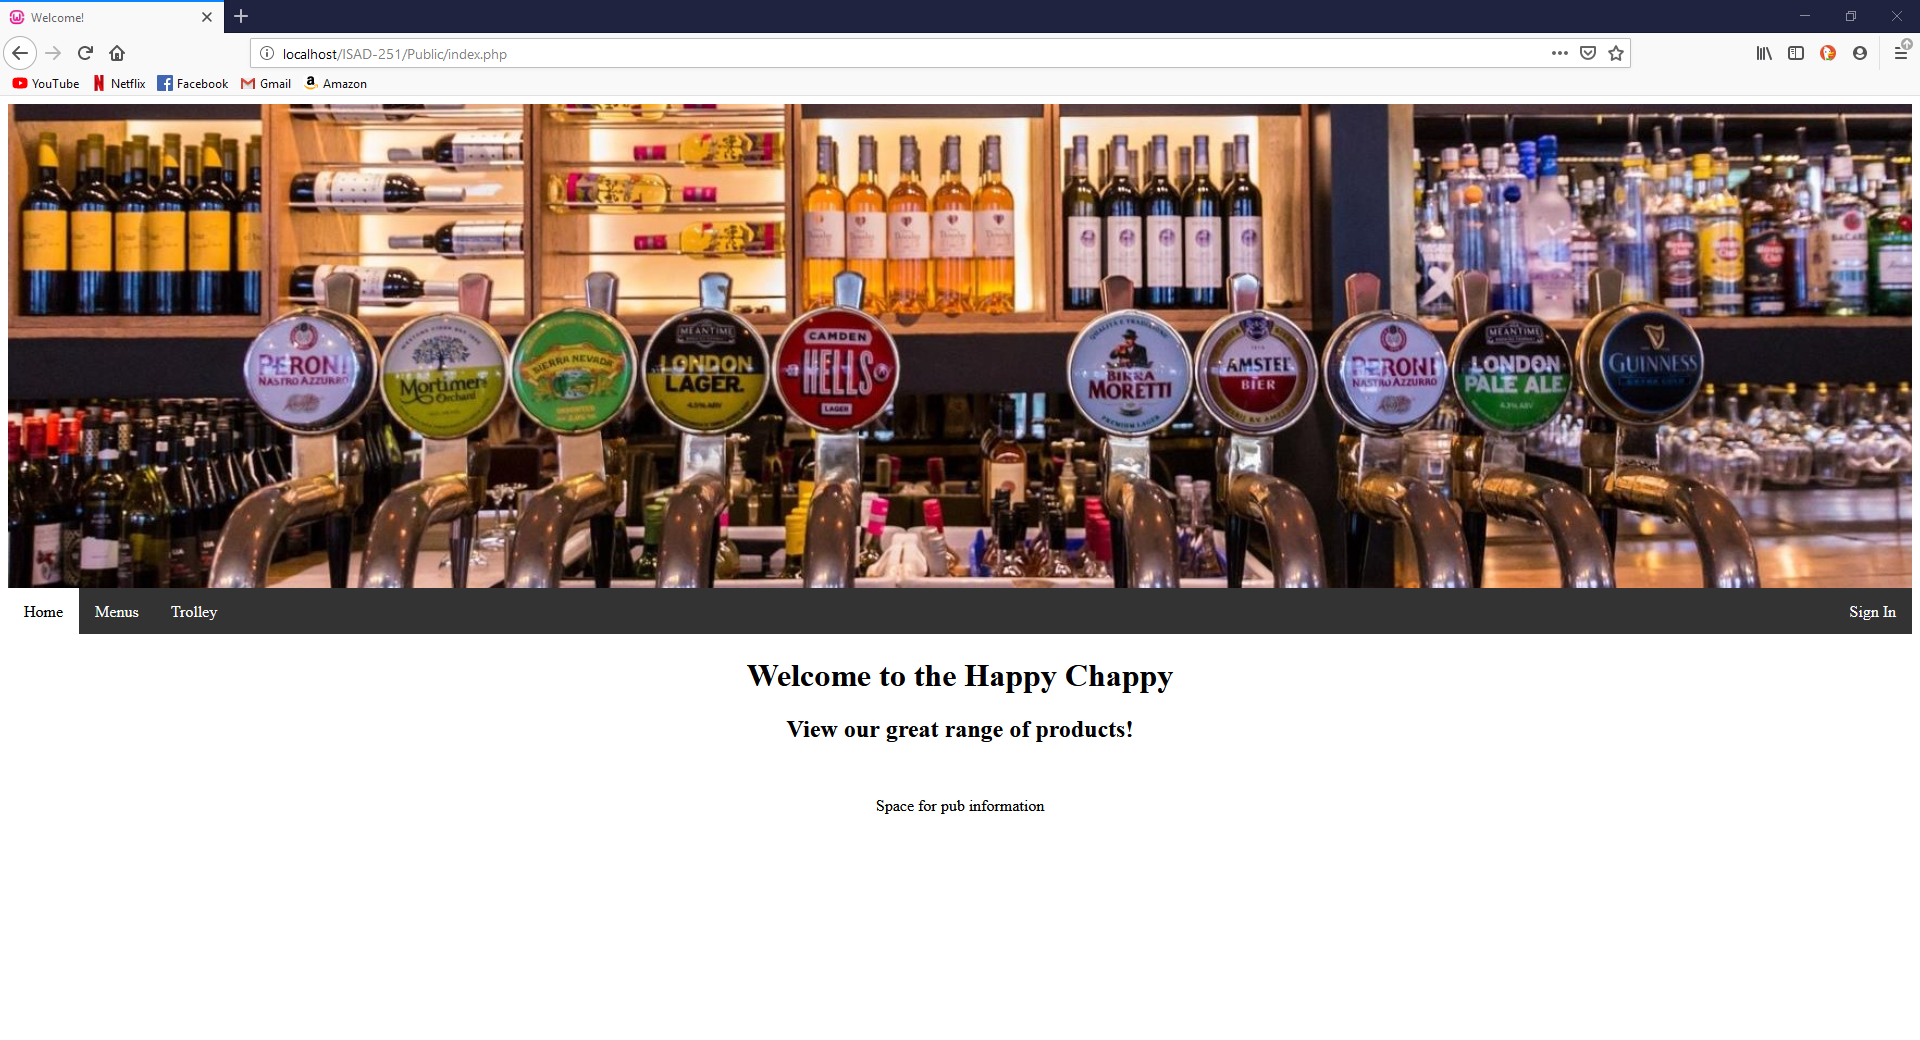 Welcome!
localhost/ISAD-251/Public/index.php
YouTube Netflix Facebook Gmail Amazon
PERONI
NASTRO AZZURRO
Mortimer's
Orchard
SIERRA NEVADA
MEANTIME
LONDON
LAGER.
CAMDEN
HELLS
LAGER
BIRRA
MORETTI
AMSTEL
BIER
PERONI
NASTRO AZZURRO
MEANTIME
LONDON
PALE ALE
GUINNESS
BACARDI
Home Menus Trolley Sign In
Welcome to the Happy Chappy
View our great range of products!
Space for pub information